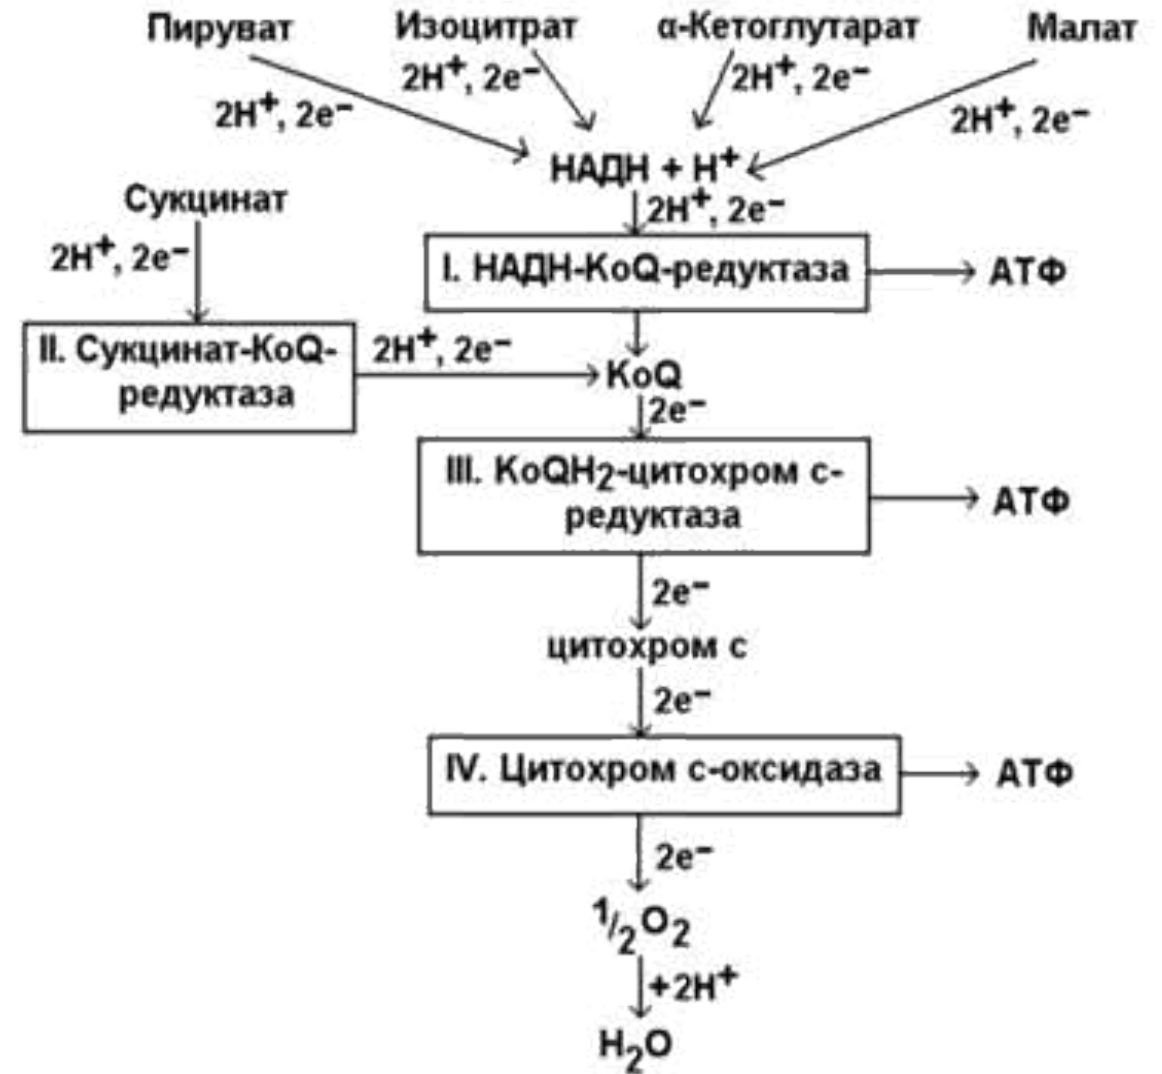 Пируват
Изоцитрат
α-Кетоглутарат
Малат
2H⁺, 2e⁻
2H⁺, 2e⁻
2H⁺, 2e⁻
2H⁺, 2e⁻
НАДН + H⁺
Сукцинат
2H⁺, 2e⁻
2H⁺, 2e⁻
I. НАДН-KoQ-редуктаза
АТФ
II. Сукцинат-KoQ-
редуктаза
2H⁺, 2e⁻
KoQ
2e⁻
III. KoQH₂-цитохром с-
редуктаза
АТФ
2e⁻
цитохром с
2e⁻
IV. Цитохром с-оксидаза
АТФ
2e⁻
¹/₂O₂
+2H⁺
H₂O